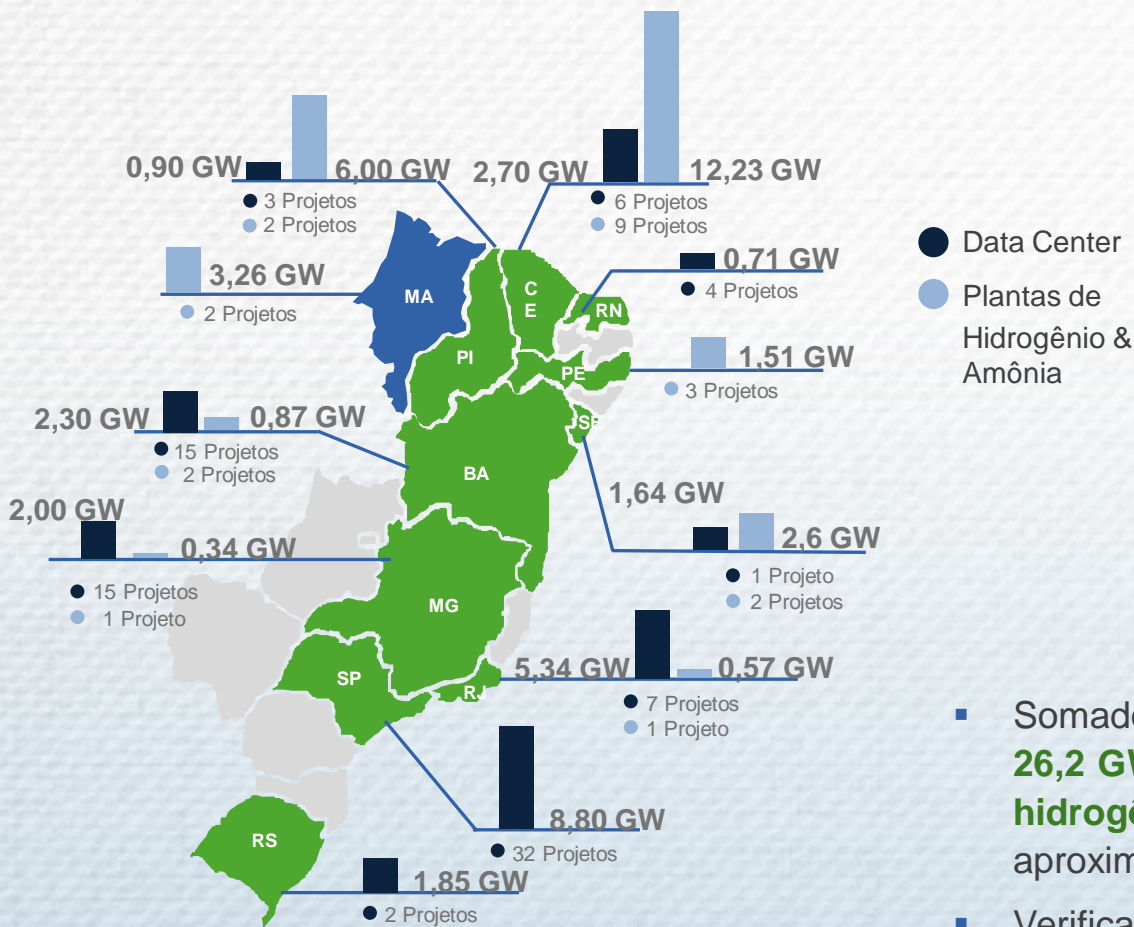 0,90 GW
6,00 GW
3 Projetos
2 Projetos
2,70 GW
12,23 GW
6 Projetos
9 Projetos
Data Center
Plantas de
Hidrogênio &
Amônia
3,26 GW
2 Projetos
0,71 GW
4 Projetos
1,51 GW
3 Projetos
MA
PI
C
E
RN
PE
BA
MG
SP
RJ
RS
2,30 GW
0,87 GW
15 Projetos
2 Projetos
1,64 GW
2,6 GW
1 Projeto
2 Projetos
2,00 GW
0,34 GW
15 Projetos
1 Projeto
5,34 GW
0,57 GW
7 Projetos
1 Projeto
8,80 GW
32 Projetos
1,85 GW
2 Projetos
26,2 G
hidrog
aproxim
Verifica